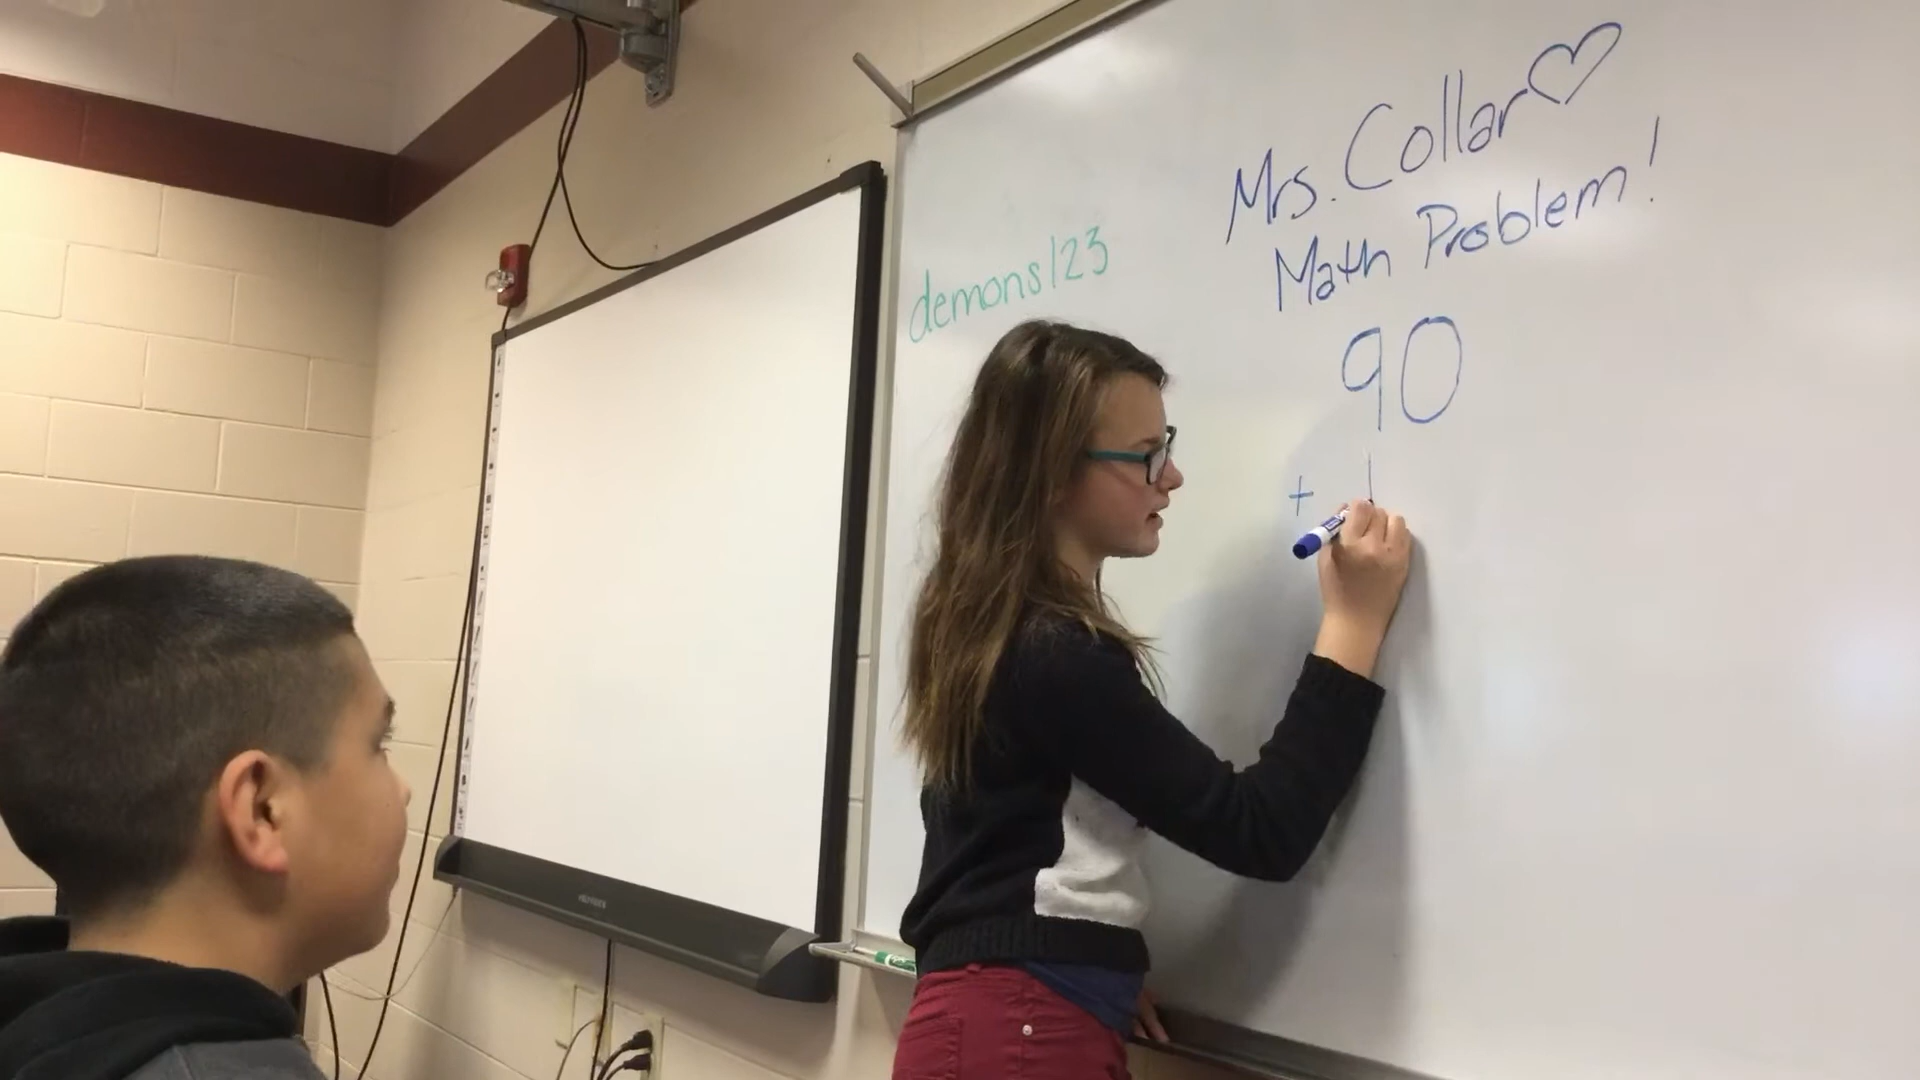 Mrs. Collar♡
Math Problem!
demons123
90
+ 1